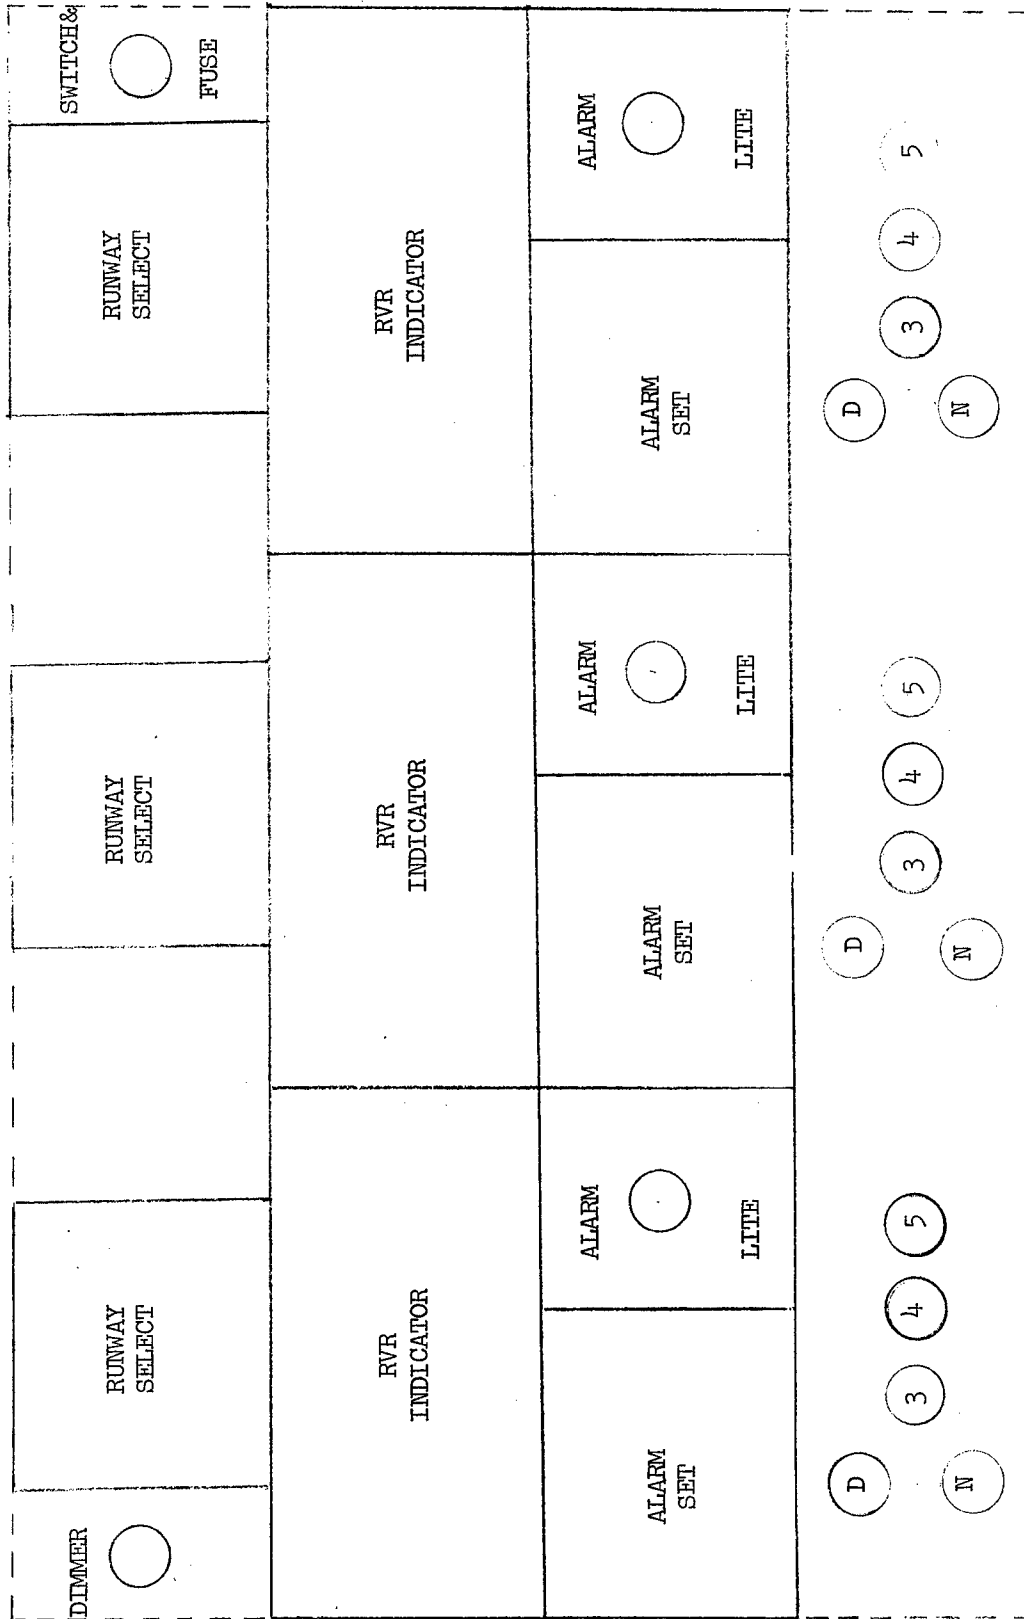 DIMMER
RUNWAY
SELECT
RUNWAY
SELECT
RUNWAY
SELECT
SWITCH&
FUSE
RVR
INDICATOR
RVR
INDICATOR
RVR
INDICATOR
ALARM
SET
ALARM
LITE
ALARM
SET
ALARM
LITE
ALARM
SET
ALARM
LITE
D
3 4 5
N
D
3 4 5
N
D
3 4 5
N